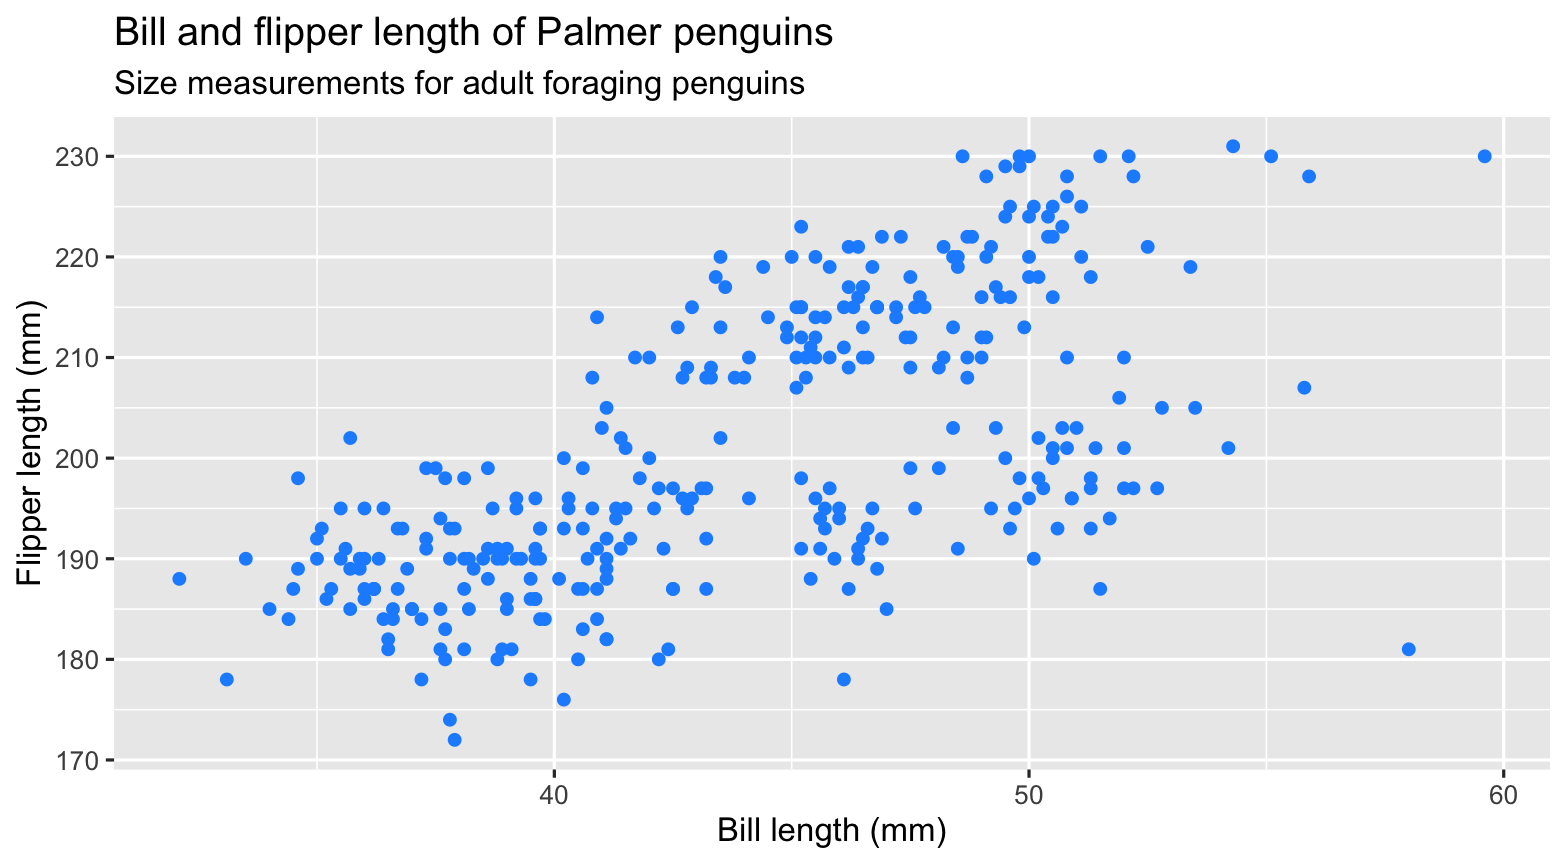 Bill and flipper length of Palmer penguins
Size measurements for adult foraging penguins
Flipper length (mm)
230
220
210
200
190
180
170
40 50 60
Bill length (mm)